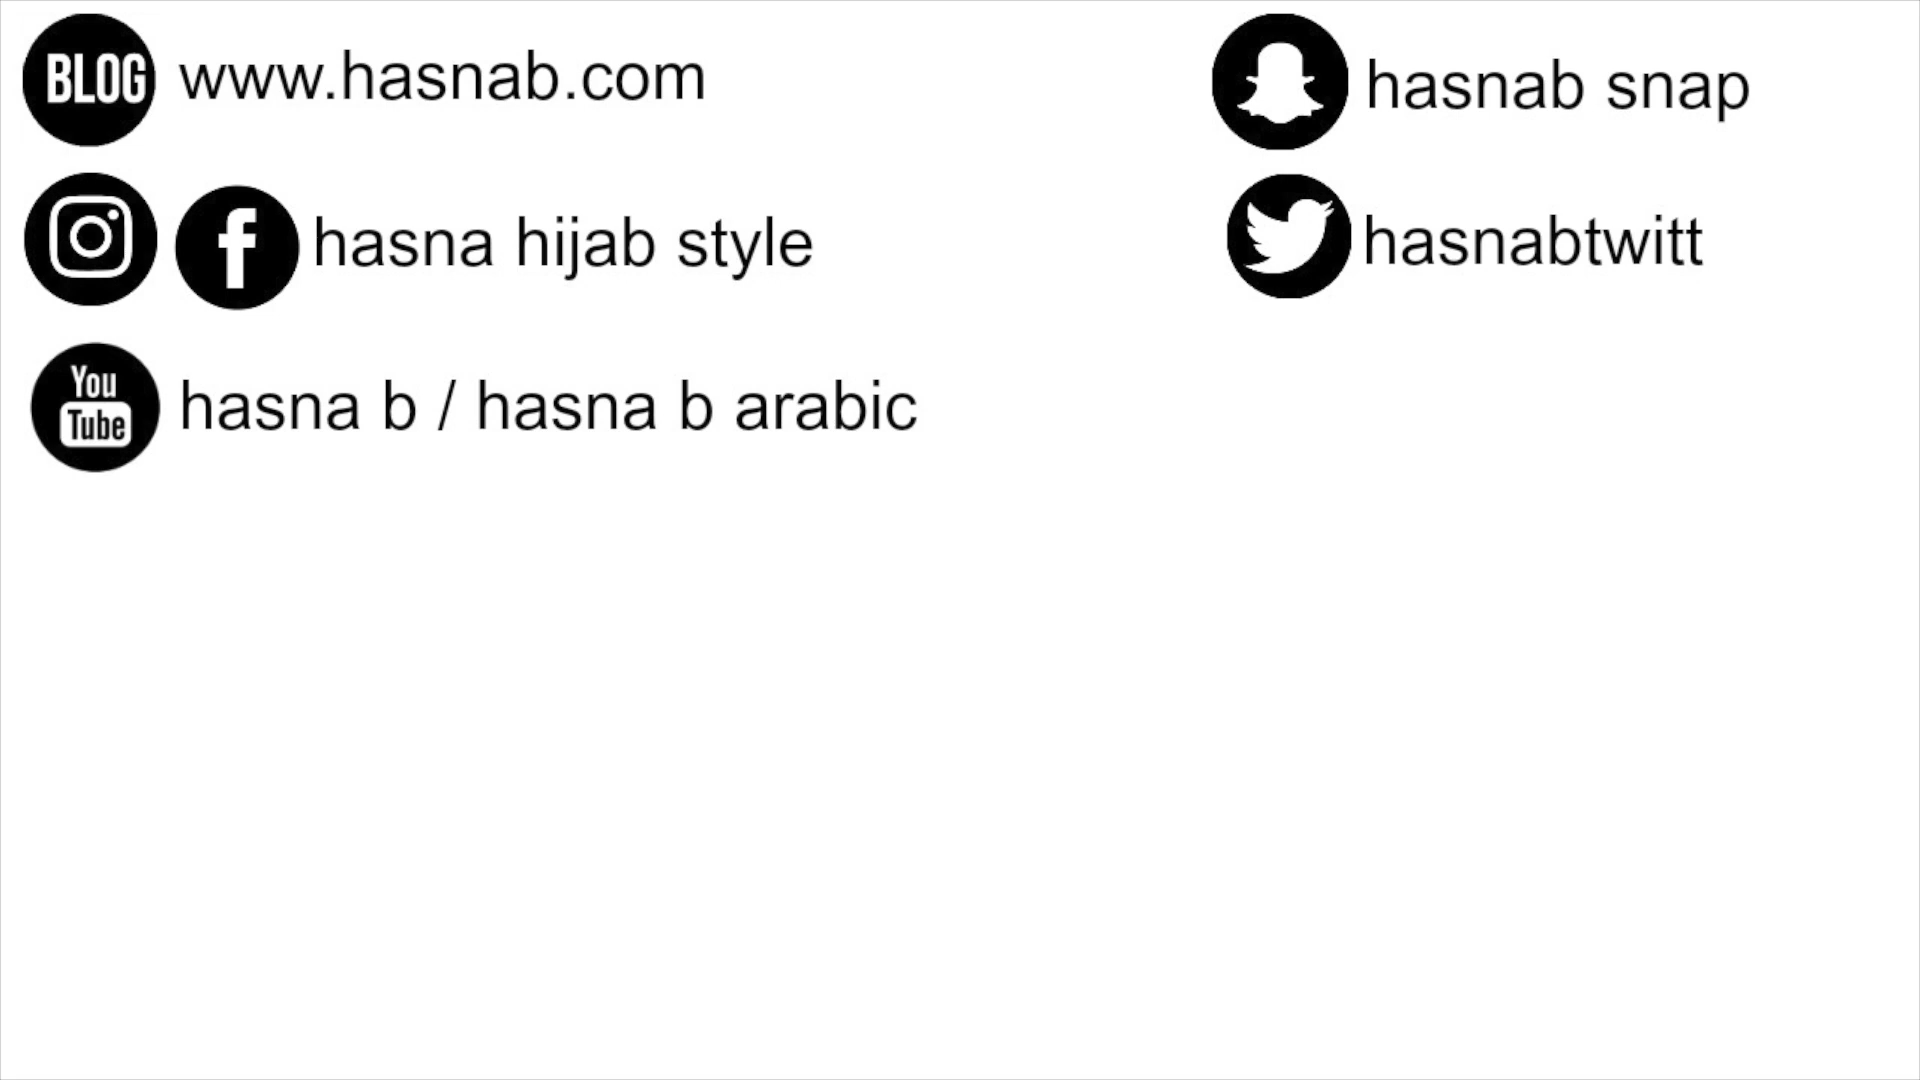 BLOG www.hasnab.com
hasnab snap
hasna hijab style
hasnabtwitt
You
Tube
hasna b / hasna b arabic